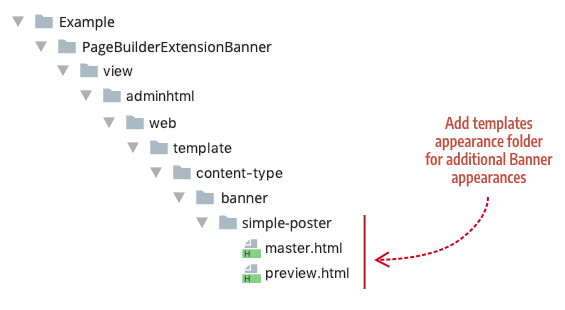 Example
PageBuilderExtensionBanner
view
adminhtml
web
template
content-type
banner
simple-poster
H master.html
H preview.html
Add templates
appearance folder
for additional Banner
appearances